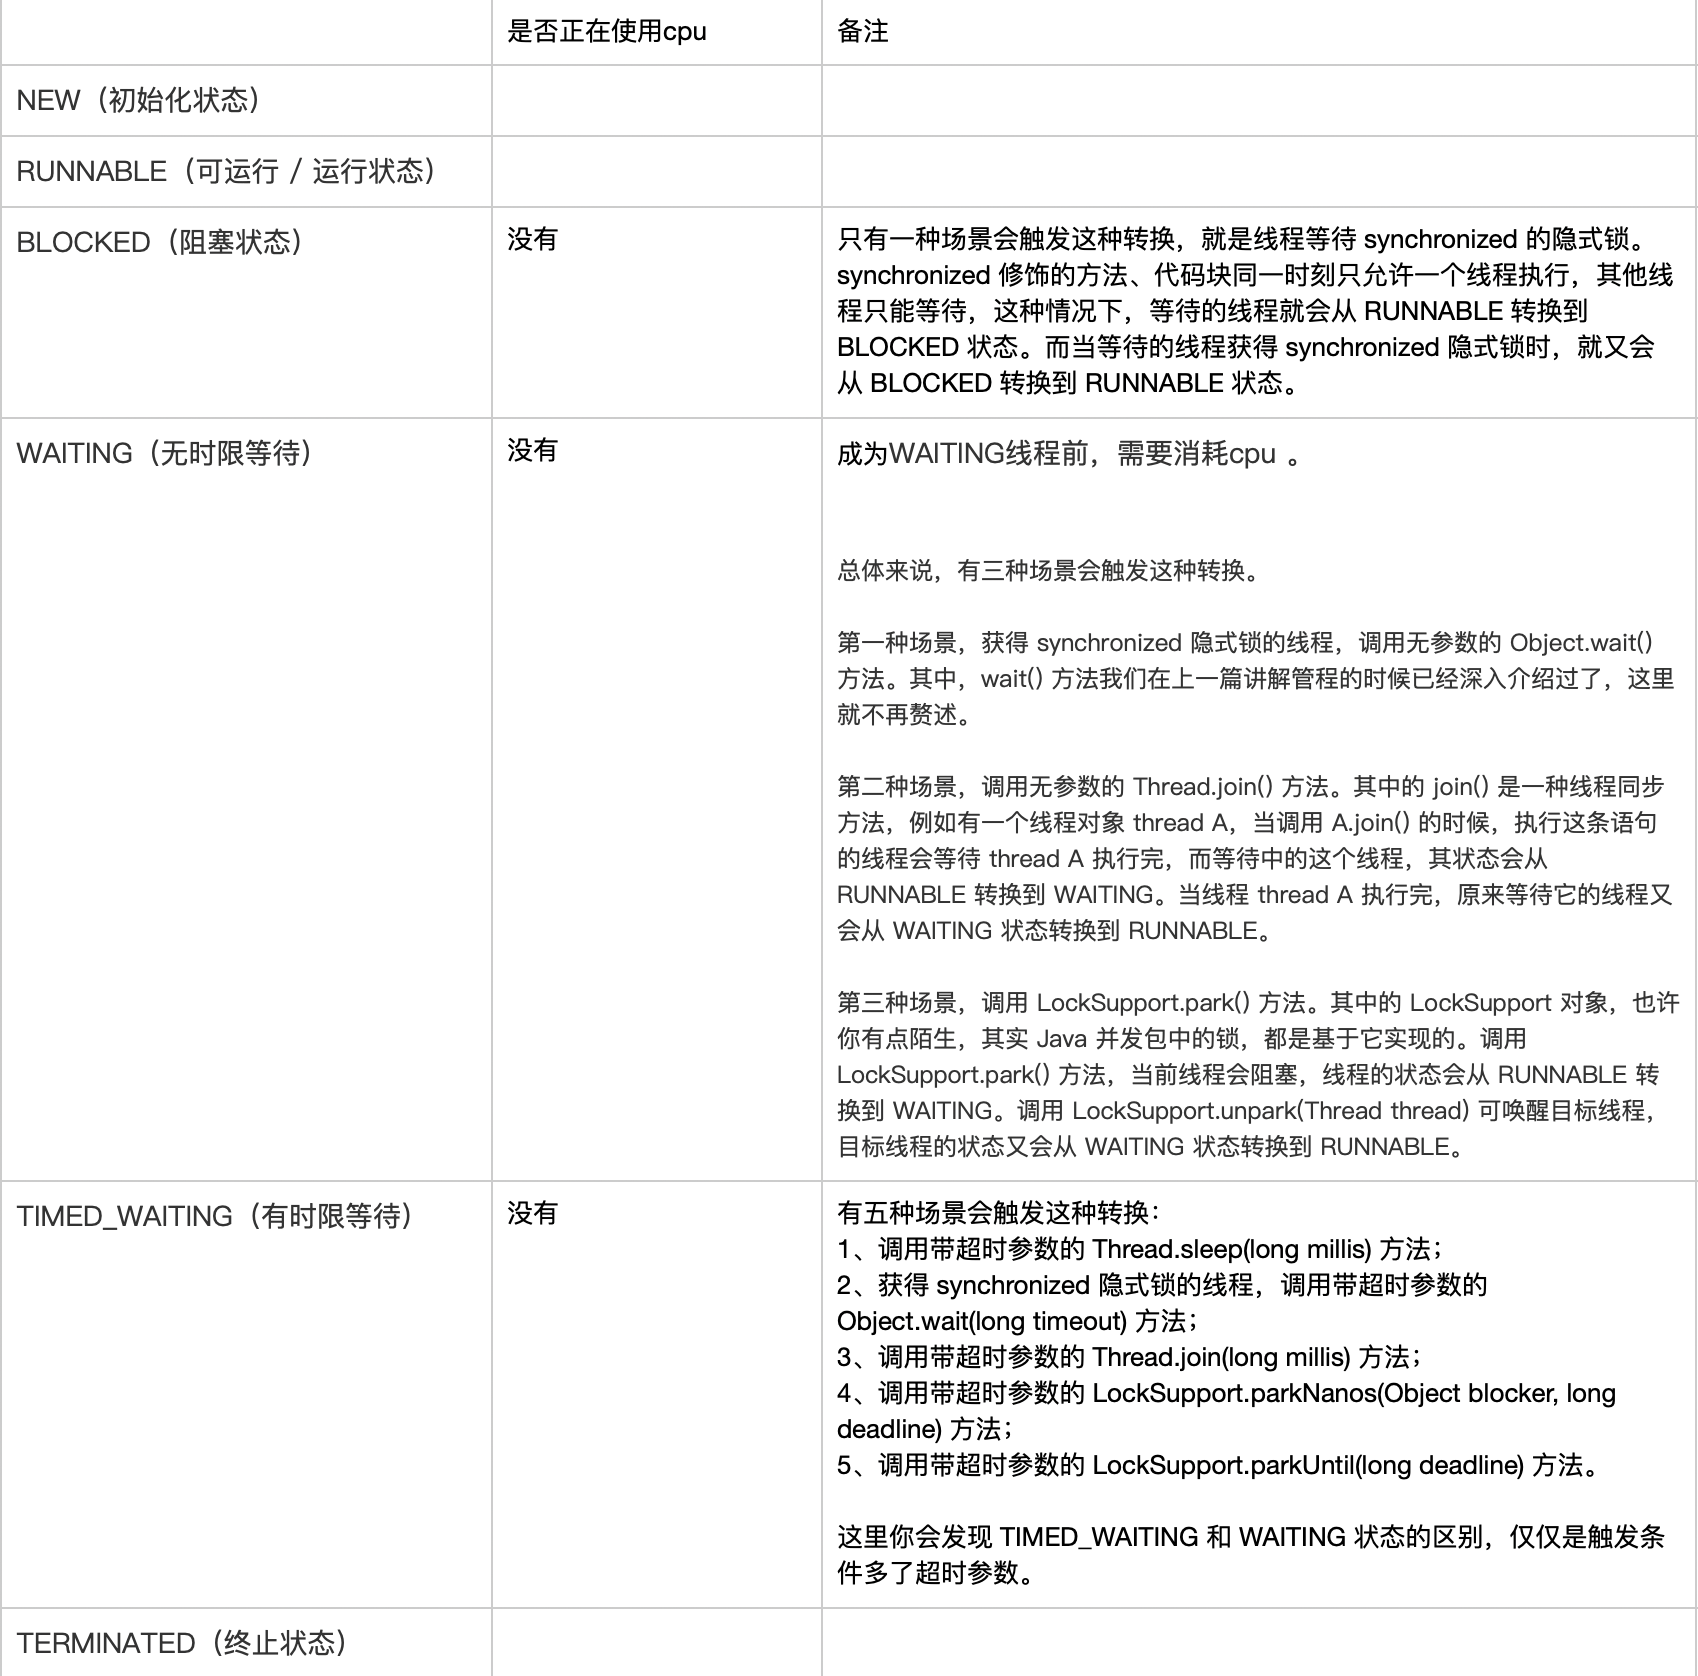 是否正在使用cpu
备注
NEW（初始化状态）
RUNNABLE（可运行 / 运行状态）
BLOCKED（阻塞状态）
没有
只有一种场景会触发这种转换，就是线程等待 synchronized 的隐式锁。
synchronized 修饰的方法、代码块同一时刻只允许一个线程执行，其他线
程只能等待，这种情况下，等待的线程就会从 RUNNABLE 转换到
BLOCKED 状态。而当等待的线程获得 synchronized 隐式锁时，就又会
从 BLOCKED 转换到 RUNNABLE 状态。
WAITING（无时限等待）
没有
成为WAITING线程前，需要消耗cpu 。
总体来说，有三种场景会触发这种转换。
第一种场景，获得 synchronized 隐式锁的线程，调用无参数的 Object.wait()
方法。其中，wait() 方法我们在上一篇讲解管程的时候已经深入介绍过了，这里
就不再赘述。
第二种场景，调用无参数的 Thread.join() 方法。其中的 join() 是一种线程同步
方法，例如有一个线程对象 thread A，当调用 A.join() 的时候，执行这条语句
的线程会等待 thread A 执行完，而等待中的这个线程，其状态会从
RUNNABLE 转换到 WAITING。当线程 thread A 执行完，原来等待它的线程又
会从 WAITING 状态转换到 RUNNABLE。
第三种场景，调用 LockSupport.park() 方法。其中的 LockSupport 对象，也许
你有点陌生，其实 Java 并发包中的锁，都是基于它实现的。调用
LockSupport.park() 方法，当前线程会阻塞，线程的状态会从 RUNNABLE 转
换到 WAITING。调用 LockSupport.unpark(Thread thread) 可唤醒目标线程，
目标线程的状态又会从 WAITING 状态转换到 RUNNABLE。
TIMED_WAITING（有时限等待）
没有
有五种场景会触发这种转换：
1、调用带超时参数的 Thread.sleep(long millis) 方法；
2、获得 synchronized 隐式锁的线程，调用带超时参数的
Object.wait(long timeout) 方法；
3、调用带超时参数的 Thread.join(long millis) 方法；
4、调用带超时参数的 LockSupport.parkNanos(Object blocker, long
deadline) 方法；
5、调用带超时参数的 LockSupport.parkUntil(long deadline) 方法。
这里你会发现 TIMED_WAITING 和 WAITING 状态的区别，仅仅是触发条
件多了超时参数。
TERMINATED（终止状态）